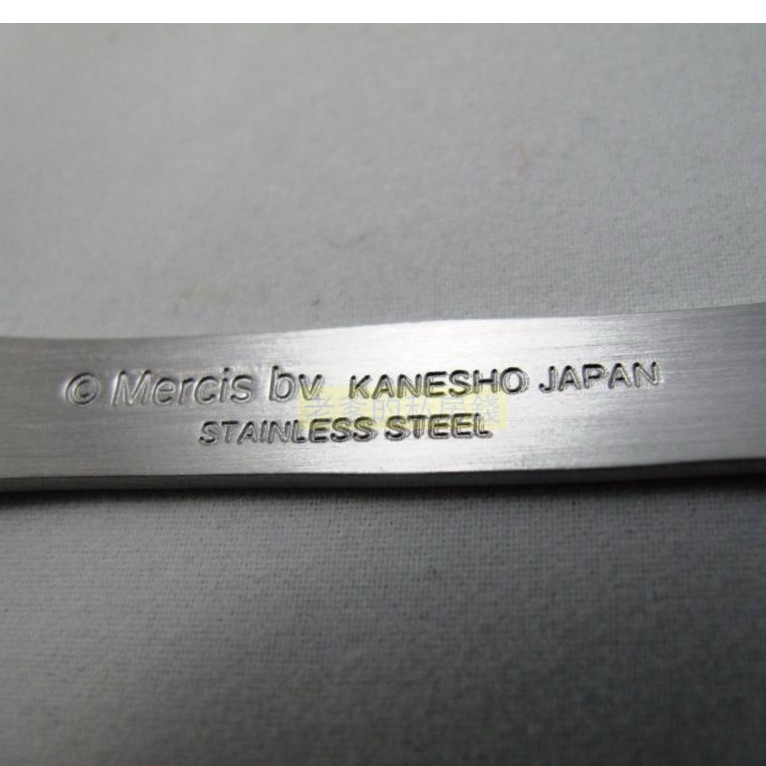 © Mercis bv KANESHO JAPAN
STAINLESS STEEL